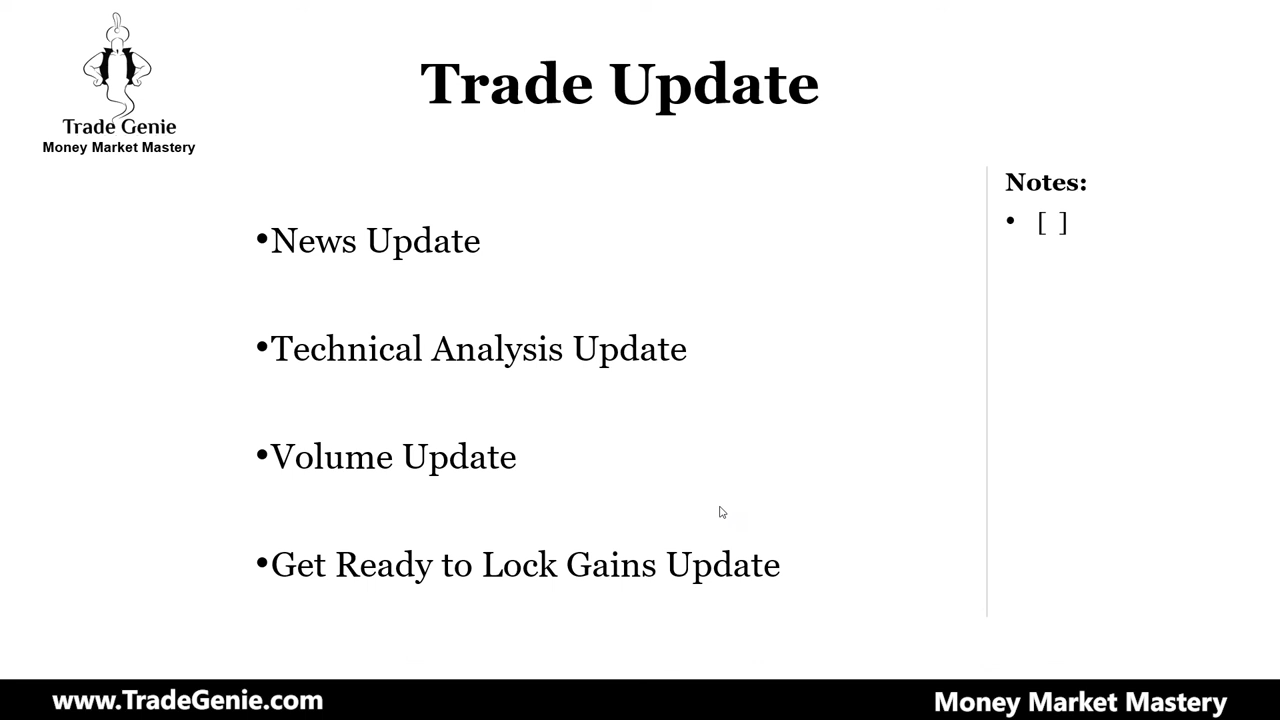 Trade Genie
Money Market Mastery
Trade Update
•News Update
•Technical Analysis Update
•Volume Update
•Get Ready to Lock Gains Update
Notes:
• [ ]
www.TradeGenie.com
Money Market Mastery